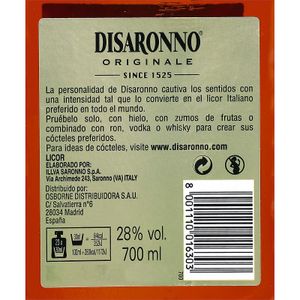 DISARONNO®
ORIGINALE
SINCE 1525
La personalidad de Disaronno cautiva los sentidos con
una intensidad tal que lo convierte en el licor Italiano
preferido en todo el mundo.
Pruébelo solo, con hielo, con zumos de frutas o
combinado con ron, vodka o whisky para crear sus
cócteles preferidos.
Para ideas de cócteles, visite www.disaronno.com
LICOR
ELABORADO POR:
ILLVA SARONNO S.p.A.
Via Archimede 243, Saronno (VA) ITALY
Distribuido por:
OSBORNE DISTRIBUIDORA S.A.U.
C/ Salvatierra nº6
28034 Madrid
España
28% vol.
700 ml
8 001110 016303
700